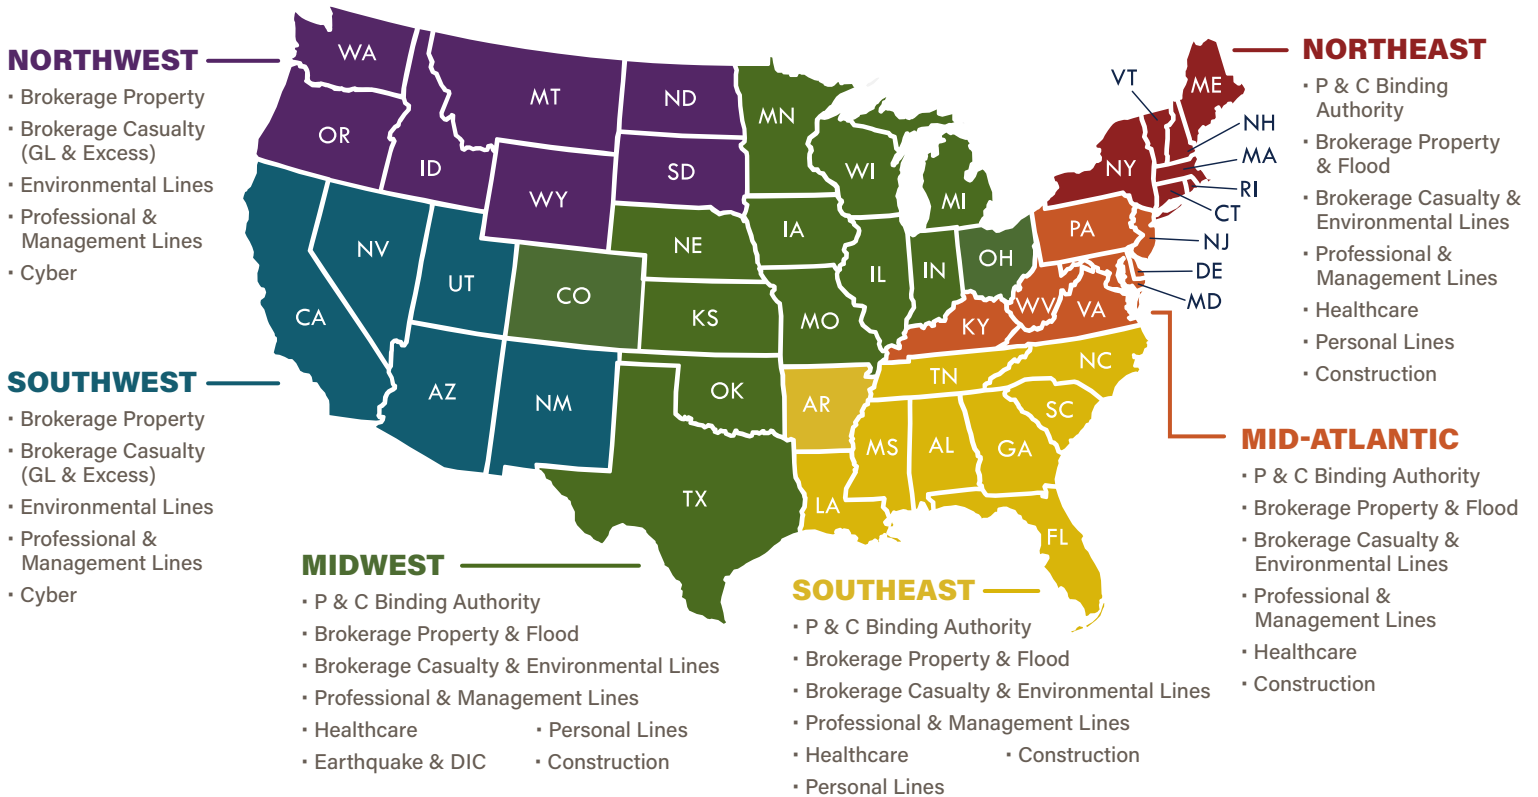 NORTHWEST
· Brokerage Property
· Brokerage Casualty
(GL & Excess)
· Environmental Lines
· Professional &
Management Lines
· Cyber
SOUTHWEST
· Brokerage Property
· Brokerage Casualty
(GL & Excess)
· Environmental Lines
· Professional &
Management Lines
· Cyber
WA
OR
ID
MT
WY
ND
SD
CA
NV
UT
AZ
NM
CO
NE
KS
OK
TX
MN
IA
MO
WI
IL
IN
MI
OH
AR
LA
MS
AL
TN
GA
FL
SC
NC
KY
WV
VA
PA
NY
VT
ME
NH
MA
RI
CT
NJ
DE
MD
MIDWEST
· P & C Binding Authority
· Brokerage Property & Flood
· Brokerage Casualty & Environmental Lines
· Professional & Management Lines
· Healthcare
· Personal Lines
· Earthquake & DIC
· Construction
SOUTHEAST
· P & C Binding Authority
· Brokerage Property & Flood
· Brokerage Casualty & Environmental Lines
· Professional & Management Lines
· Healthcare
· Construction
· Personal Lines
NORTHEAST
· P & C Binding
Authority
· Brokerage Property
& Flood
· Brokerage Casualty &
Environmental Lines
· Professional &
Management Lines
· Healthcare
· Personal Lines
· Construction
MID-ATLANTIC
· P & C Binding Authority
· Brokerage Property & Flood
· Brokerage Casualty &
Environmental Lines
· Professional &
Management Lines
· Healthcare
· Construction